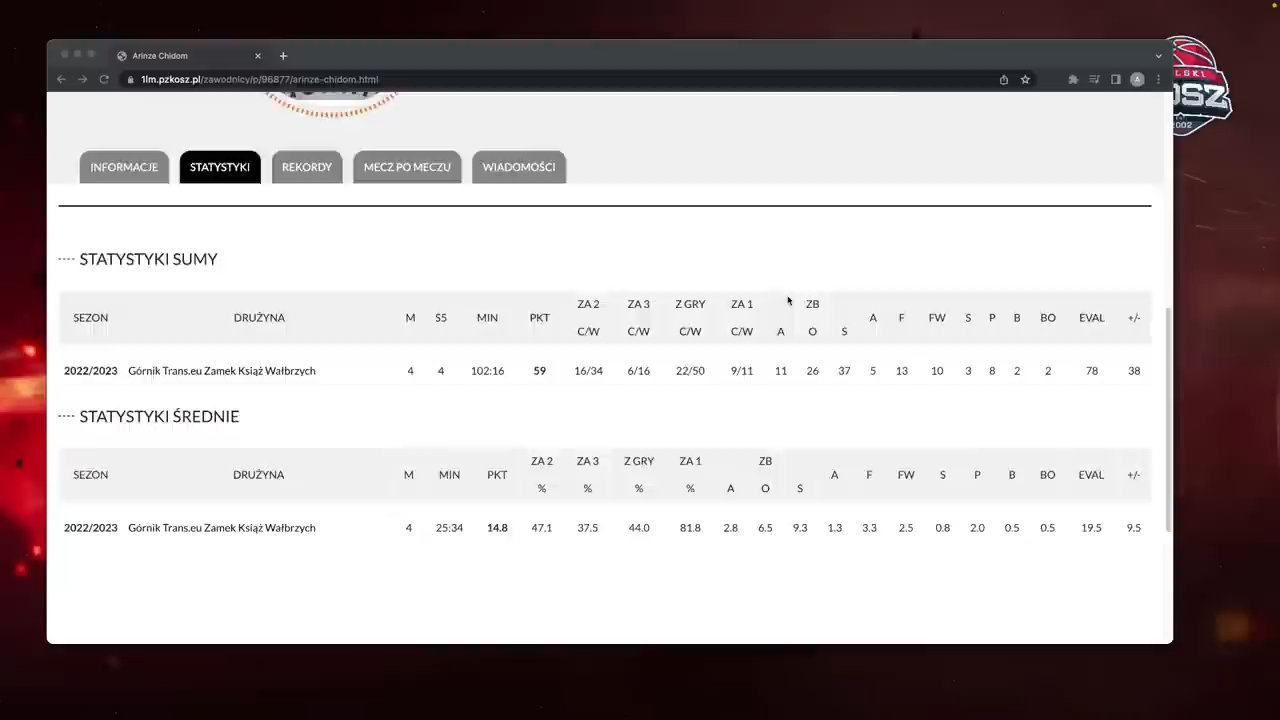 Arinze Chidom
1lm.pzkosz.pl/zawodnicy/p/96877/arinze-chidom.html
A
LSKI
OSZ
2002
INFORMACJE STATYSTYKI REKORDY MECZ PO MECZU WIADOMOŚCI
---- STATYSTYKI SUMY
ZA 2 ZA 3 Z GRY ZA 1 ZB
SEZON DRUŻYNA M S5 MIN PKT A F FW S P B BO EVAL +/-
C/W C/W C/W C/W A O S
2022/2023 Górnik Trans.eu Zamek Książ Wałbrzych 4 4 102:16 59 16/34 6/16 22/50 9/11 11 26 37 5 13 10 3 8 2 2 78 38
---- STATYSTYKI ŚREDNIE
ZA 2 ZA 3 Z GRY ZA 1 ZB
SEZON DRUŻYNA M MIN PKT A F FW S P B BO EVAL +/-
% % % % A O S
2022/2023 Górnik Trans.eu Zamek Książ Wałbrzych 4 25:34 14.8 47.1 37.5 44.0 81.8 2.8 6.5 9.3 1.3 3.3 2.5 0.8 2.0 0.5 0.5 19.5 9.5